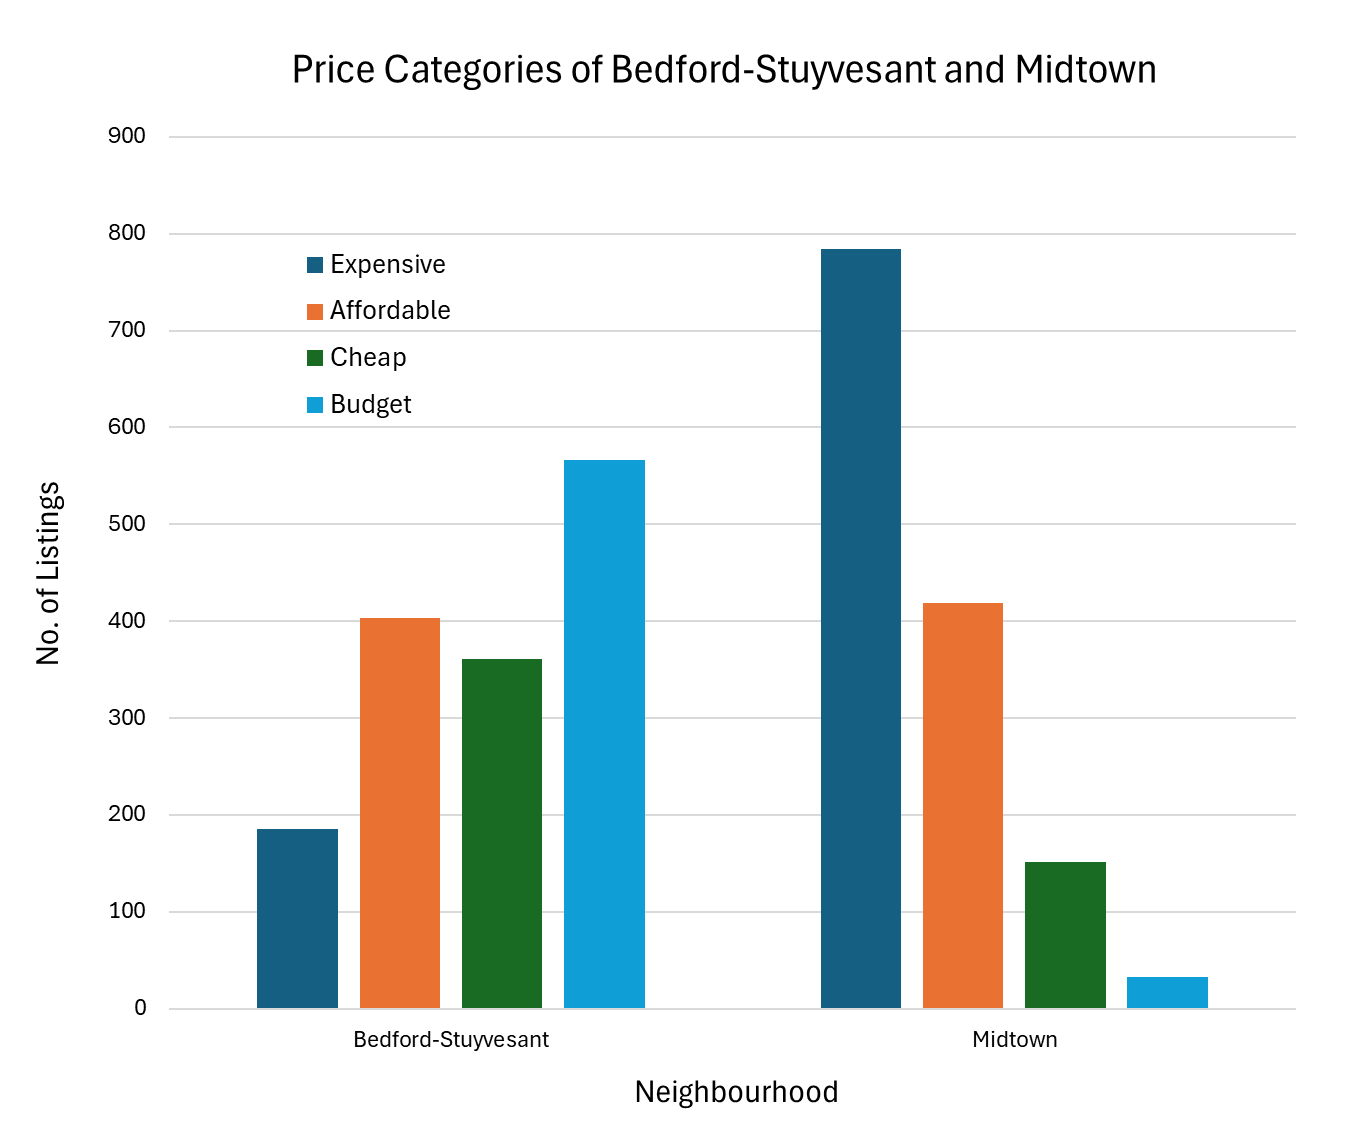 Price Categories of Bedford-Stuyvesant and Midtown
900
800
700
600
500
400
300
200
100
0
Expensive
Affordable
Cheap
Budget
No. of Listings
Bedford-Stuyvesant
Midtown
Neighbourhood